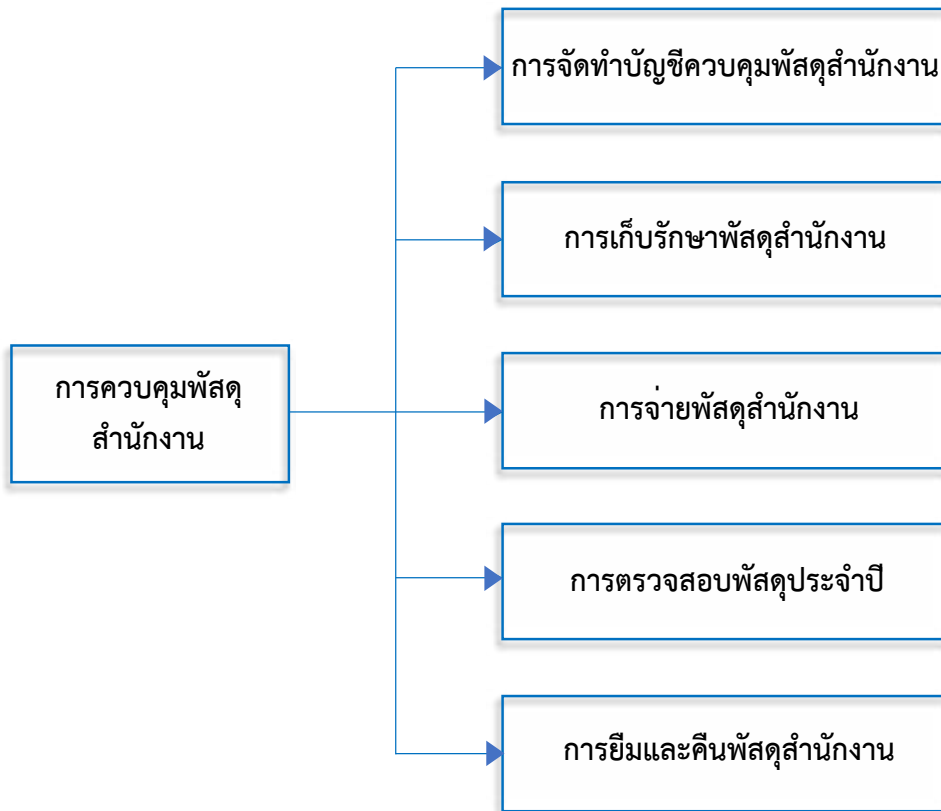 การจัดทำบัญชีควบคุมพัสดุสำนักงาน
การเก็บรักษาพัสดุสำนักงาน
การควบคุมพัสดุ
สำนักงาน
การจ่ายพัสดุสำนักงาน
การตรวจสอบพัสดุประจำปี
การยืมและคืนพัสดุสำนักงาน